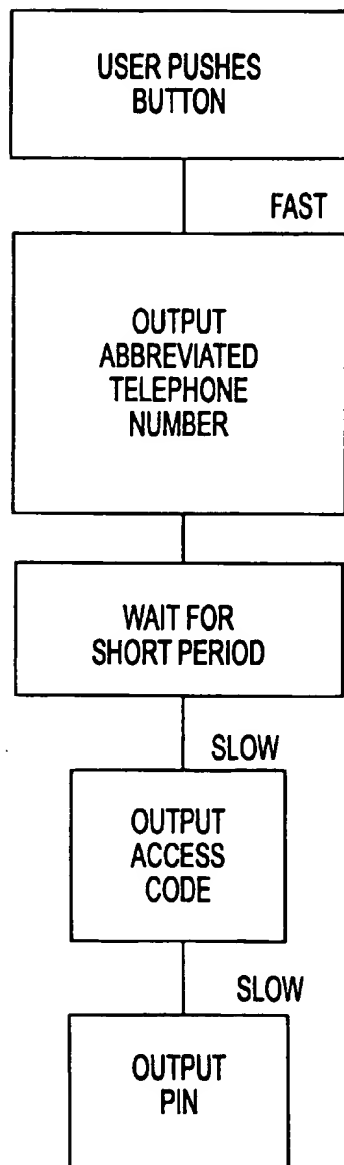 USER PUSHES
BUTTON
FAST
OUTPUT
ABBREVIATED
TELEPHONE
NUMBER
WAIT FOR
SHORT PERIOD
SLOW
OUTPUT
ACCESS
CODE
SLOW
OUTPUT
PIN